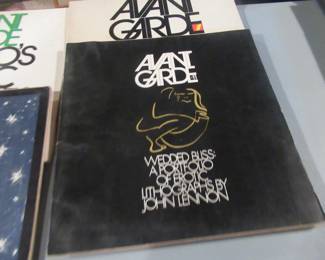 AVANT
GARDE
AVANT
GARDE
WEDDED BLISS:
A PORTFOLIO
OF EROTIC
LITHOGRAPHS BY
JOHN LENNON